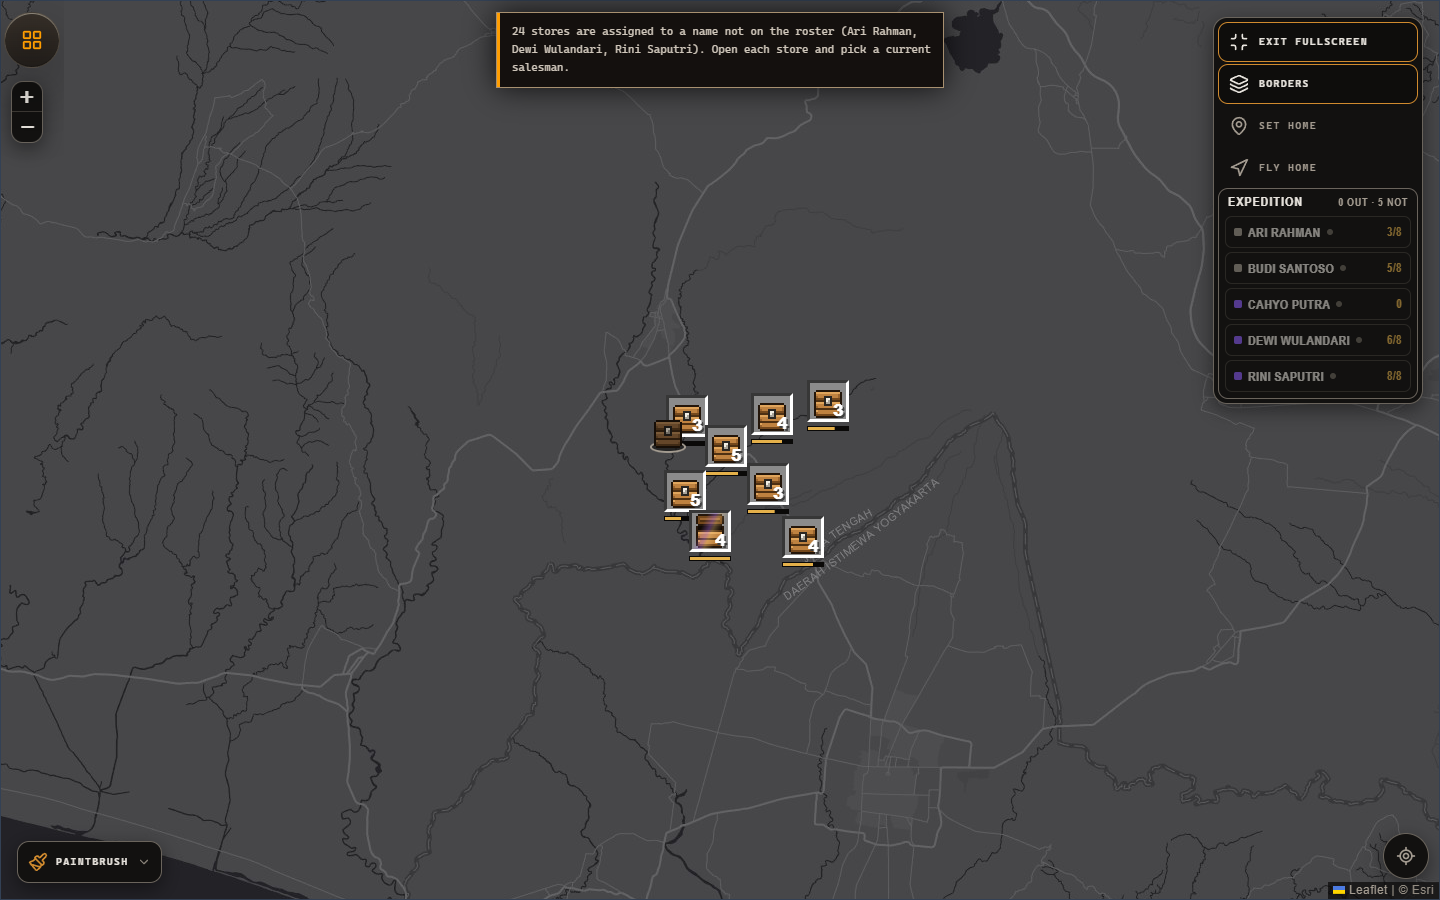 24 stores are assigned to a name not on the roster (Ari Rahman,
Dewi Wulandari, Rini Saputri). Open each store and pick a current
salesman.
+
−
EXIT FULLSCREEN
BORDERS
SET HOME
FLY HOME
EXPEDITION 0 OUT · 5 NOT
ARI RAHMAN 3/8
BUDI SANTOSO 5/8
CAHYO PUTRA 0
DEWI WULANDARI 6/8
RINI SAPUTRI 8/8
3
4
3
5
5
3
4
4
TENGAH
DAERAH ISTIMEWA YOGYAKARTA
PAINTBRUSH
Leaflet | © Esri